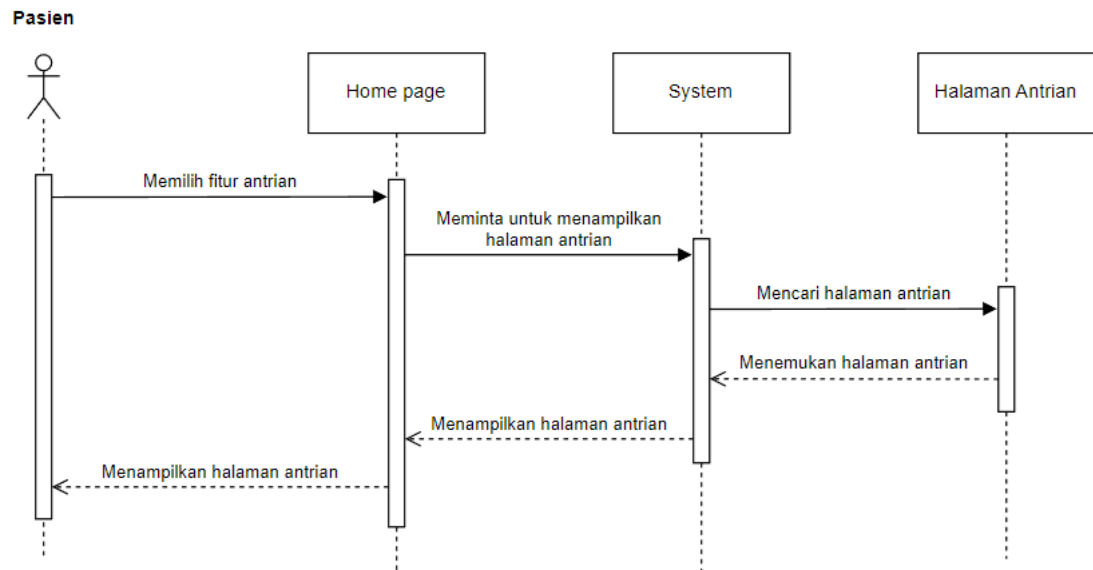 Pasien
Home page
System
Halaman Antrian
Memilih fitur antrian
Meminta untuk menampilkan
halaman antrian
Mencari halaman antrian
Menemukan halaman antrian
Menampilkan halaman antrian
Menampilkan halaman antrian